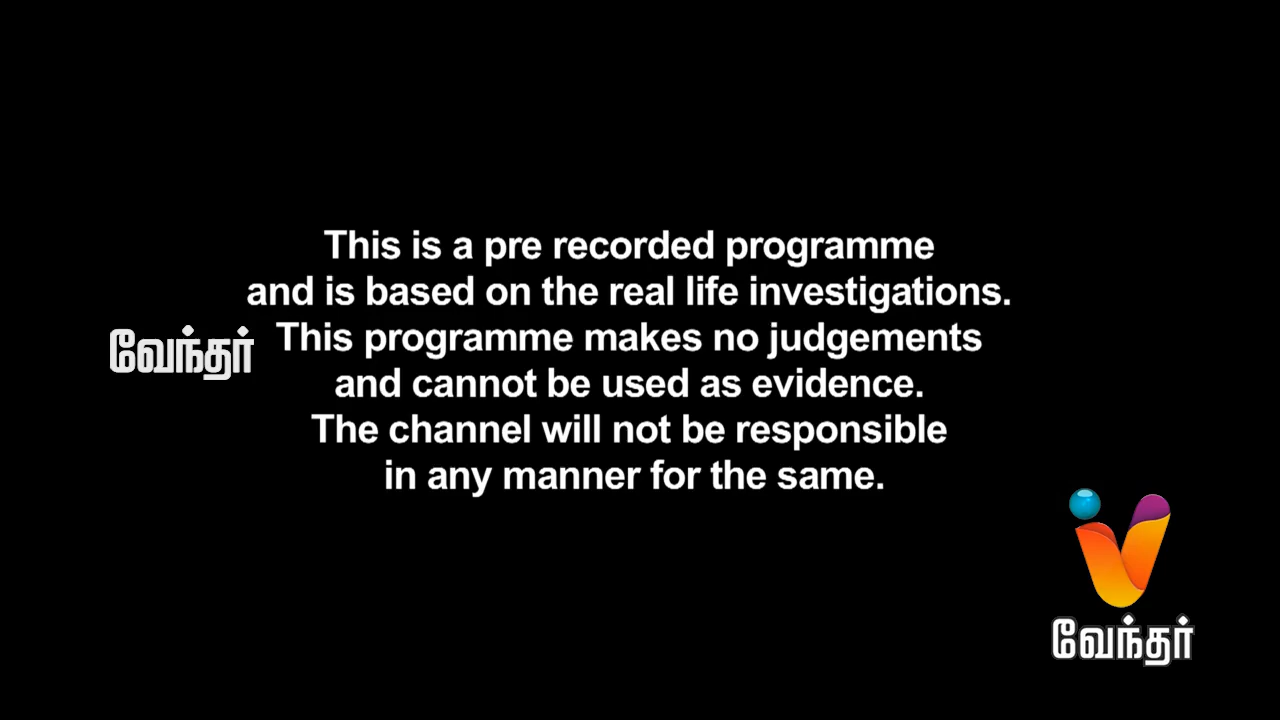 This is a pre recorded programme
and is based on the real life investigations.
வேந்தர்
This programme makes no judgements
and cannot be used as evidence.
The channel will not be responsible
in any manner for the same.
வேந்தர்